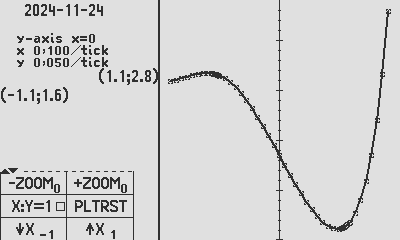 2024-11-24
y-axis x=0
x 0;100/tick
y 0;050/tick
(1.1;2.8)
(-1.1;1.6)
-ZOOM0 +ZOOM0
X:Y=1 PLTRST
↓X -1 ↑X 1